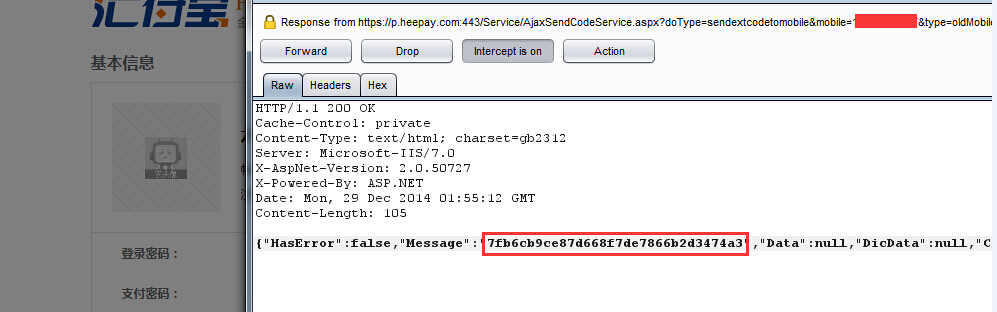 汇付宝
基本信息
登录密码：
支付密码：
Response from https://p.heepay.com:443/Service/AjaxSendCodeService.aspx?doType=sendextcodetomobile&mobile=
&type=oldMobile
Forward
Drop
Intercept is on
Action
Raw
Headers
Hex
HTTP/1.1 200 OK
Cache-Control: private
Content-Type: text/html; charset=gb2312
Server: Microsoft-IIS/7.0
X-AspNet-Version: 2.0.50727
X-Powered-By: ASP.NET
Date: Mon, 29 Dec 2014 01:55:12 GMT
Content-Length: 105
{"HasError":false,"Message":"7fb6cb9ce87d668f7de7866b2d3474a3","Data":null,"DicData":null,"C